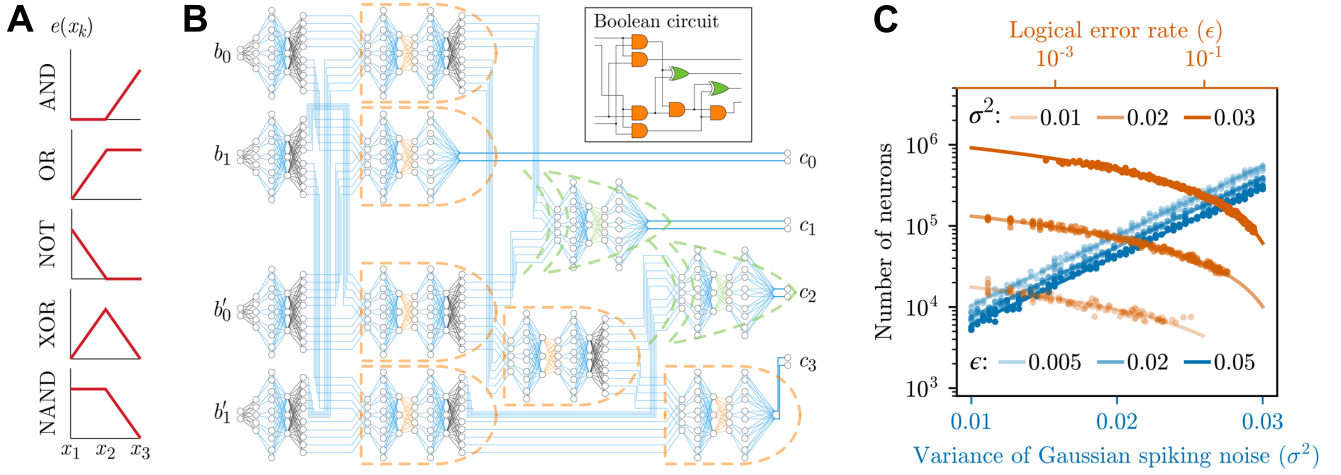 A
e(x_k)
AND
OR
NOT
XOR
NAND
x_1 x_2 x_3
B
b_0
b_1
b'_0
b'_1
Boolean circuit
c_0
c_1
c_2
c_3
C
Logical error rate (ϵ)
10^{-3} 10^{-1}
σ^2: 0.01 0.02 0.03
Number of neurons
10^6
10^5
10^4
10^3
ϵ: 0.005 0.02 0.05
0.01 0.02 0.03
Variance of Gaussian spiking noise (σ^2)